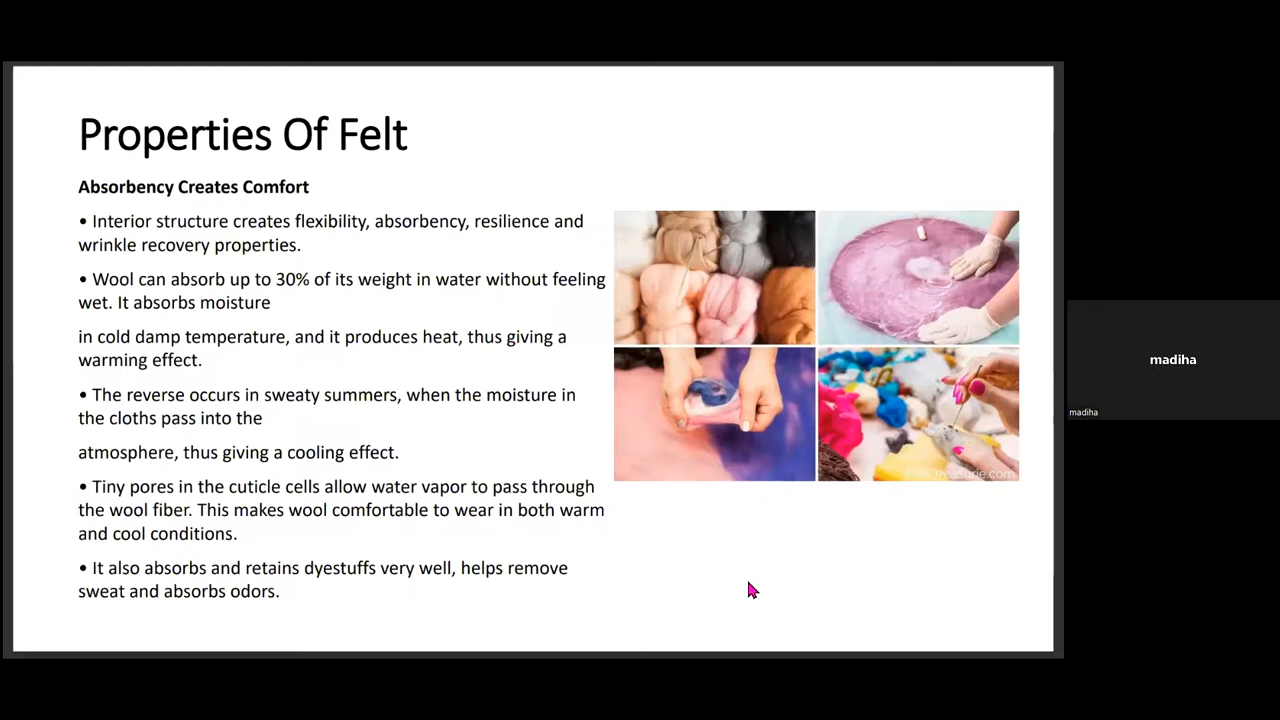 Properties Of Felt
Absorbency Creates Comfort
• Interior structure creates flexibility, absorbency, resilience and
wrinkle recovery properties.
• Wool can absorb up to 30% of its weight in water without feeling
wet. It absorbs moisture
in cold damp temperature, and it produces heat, thus giving a
warming effect.
• The reverse occurs in sweaty summers, when the moisture in
the cloths pass into the
atmosphere, thus giving a cooling effect.
• Tiny pores in the cuticle cells allow water vapor to pass through
the wool fiber. This makes wool comfortable to wear in both warm
and cool conditions.
• It also absorbs and retains dyestuffs very well, helps remove
sweat and absorbs odors.
madiha
madiha